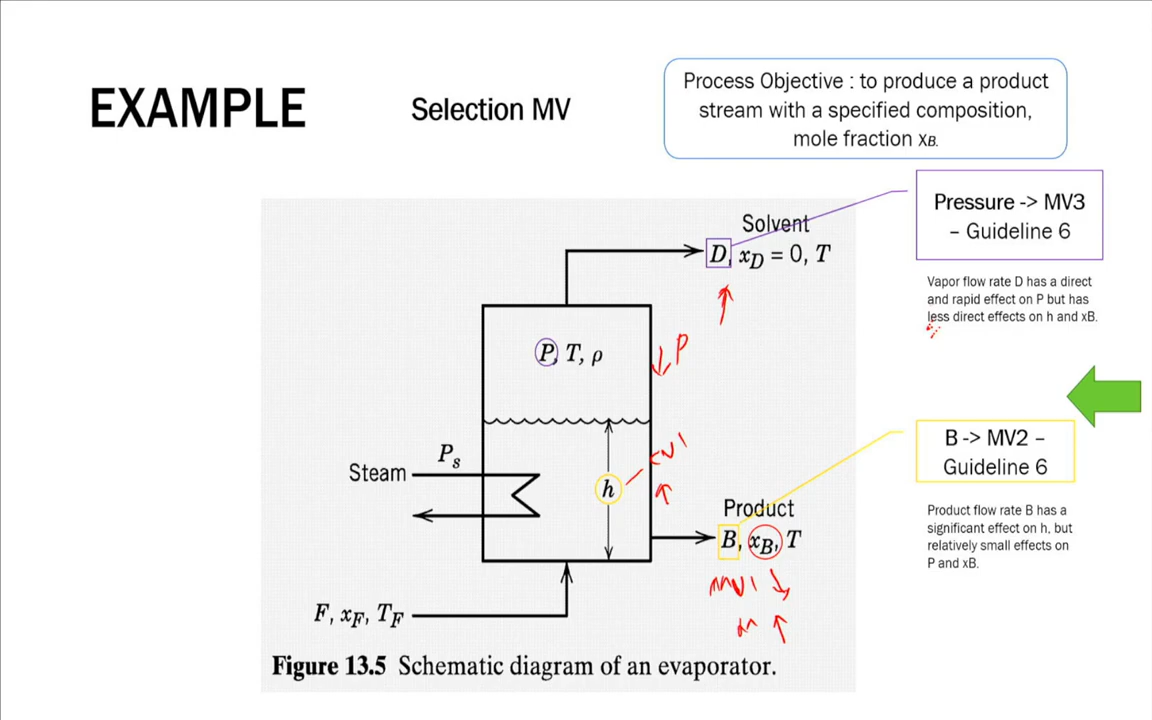 EXAMPLE
Selection MV
Process Objective : to produce a product
stream with a specified composition,
mole fraction xB.
Pressure -> MV3
– Guideline 6
Vapor flow rate D has a direct
and rapid effect on P but has
less direct effects on h and xB.
Solvent
D, xD = 0, T
P, T, ρ
P
Ps
Steam
h
B -> MV2 –
Guideline 6
Product flow rate B has a
significant effect on h, but
relatively small effects on
P and xB.
Product
B, xB, T
F, xF, TF
Figure 13.5 Schematic diagram of an evaporator.